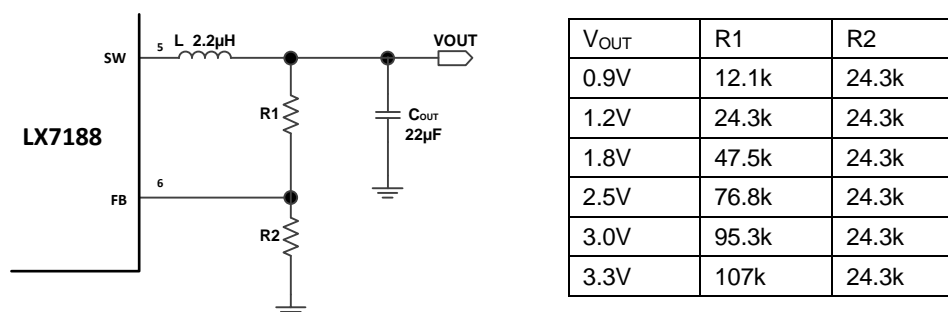 5 L 2.2µH VOUT
SW
R1
COUT
22µF
LX7188
6
FB
R2
VOUT R1 R2
0.9V 12.1k 24.3k
1.2V 24.3k 24.3k
1.8V 47.5k 24.3k
2.5V 76.8k 24.3k
3.0V 95.3k 24.3k
3.3V 107k 24.3k